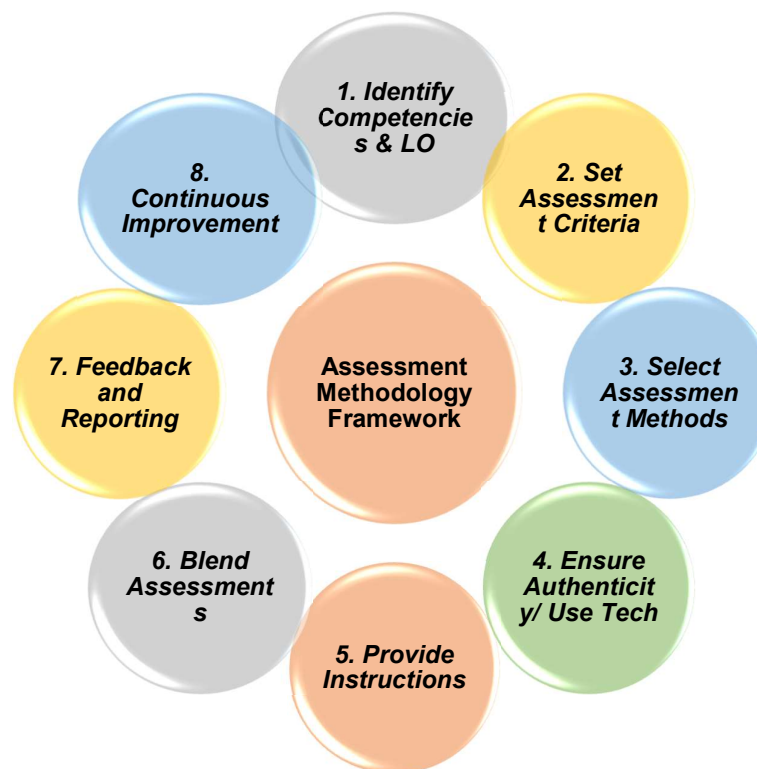 1. Identify
Competencie
s & LO
2. Set
Assessmen
t Criteria
3. Select
Assessmen
t Methods
4. Ensure
Authenticit
y/ Use Tech
5. Provide
Instructions
6. Blend
Assessment
s
7. Feedback
and
Reporting
8.
Continuous
Improvement
Assessment
Methodology
Framework